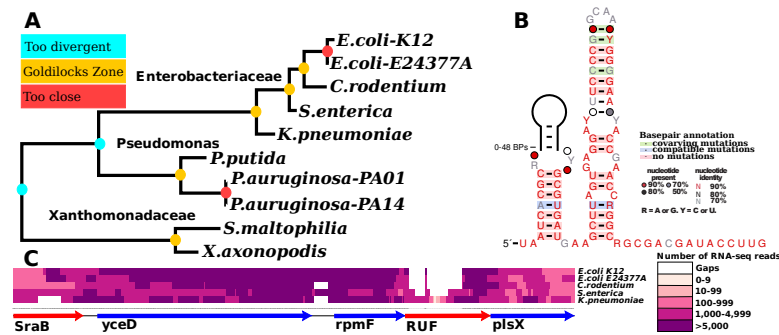 A
Too divergent
Goldilocks Zone
Too close
Enterobacteriaceae
Pseudomonas
Xanthomonadaceae
E.coli-K12
E.coli-E24377A
C.rodentium
S.enterica
K.pneumoniae
P.putida
P.auruginosa-PA01
P.auruginosa-PA14
S.maltophilia
X.axonopodis
B
0-48 BPs
Basepair annotation
covarying mutations
compatible mutations
no mutations
nucleotide present
nucleotide identity
90% 70%
80% 50%
N 90%
N 80%
N 70%
R = A or G. Y = C or U.
5´
UA
GAA
RGCGACGAUACCUUG
C
E.coli K12
E.coli E24377A
C.rodentium
S.enterica
K.pneumoniae
SraB
yceD
rpmF
RUF
plsX
Number of RNA-seq reads
Gaps
0-9
10-99
100-999
1,000-4,999
>5,000